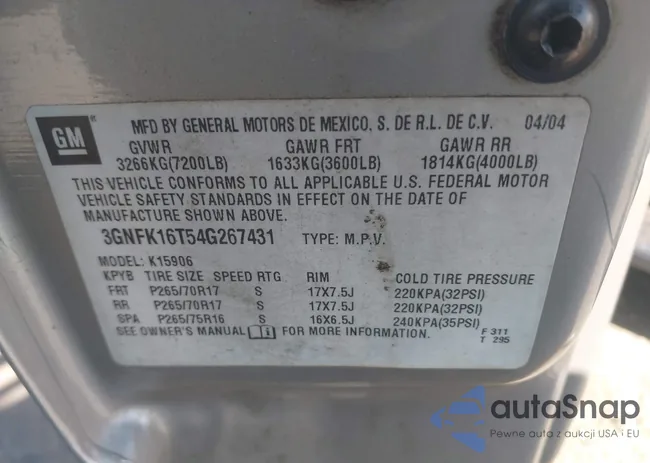 GM
MFD BY GENERAL MOTORS DE MEXICO, S. DE R.L. DE C.V. 04/04
GVWR GAWR FRT GAWR RR
3266KG(7200LB) 1633KG(3600LB) 1814KG(4000LB)
THIS VEHICLE CONFORMS TO ALL APPLICABLE U.S. FEDERAL MOTOR
VEHICLE SAFETY STANDARDS IN EFFECT ON THE DATE OF
MANUFACTURE SHOWN ABOVE.
3GNFK16T54G267431 TYPE: M.P.V.
MODEL: K15906
KPYB TIRE SIZE SPEED RTG RIM COLD TIRE PRESSURE
FRT P265/70R17 S 17X7.5J 220KPA(32PSI)
RR P265/70R17 S 17X7.5J 220KPA(32PSI)
SPA P265/75R16 S 16X6.5J 240KPA(35PSI)
SEE OWNER'S MANUAL FOR MORE INFORMATION. F 311
T 295
autoSnap
Pewne auta z aukcji USA i EU